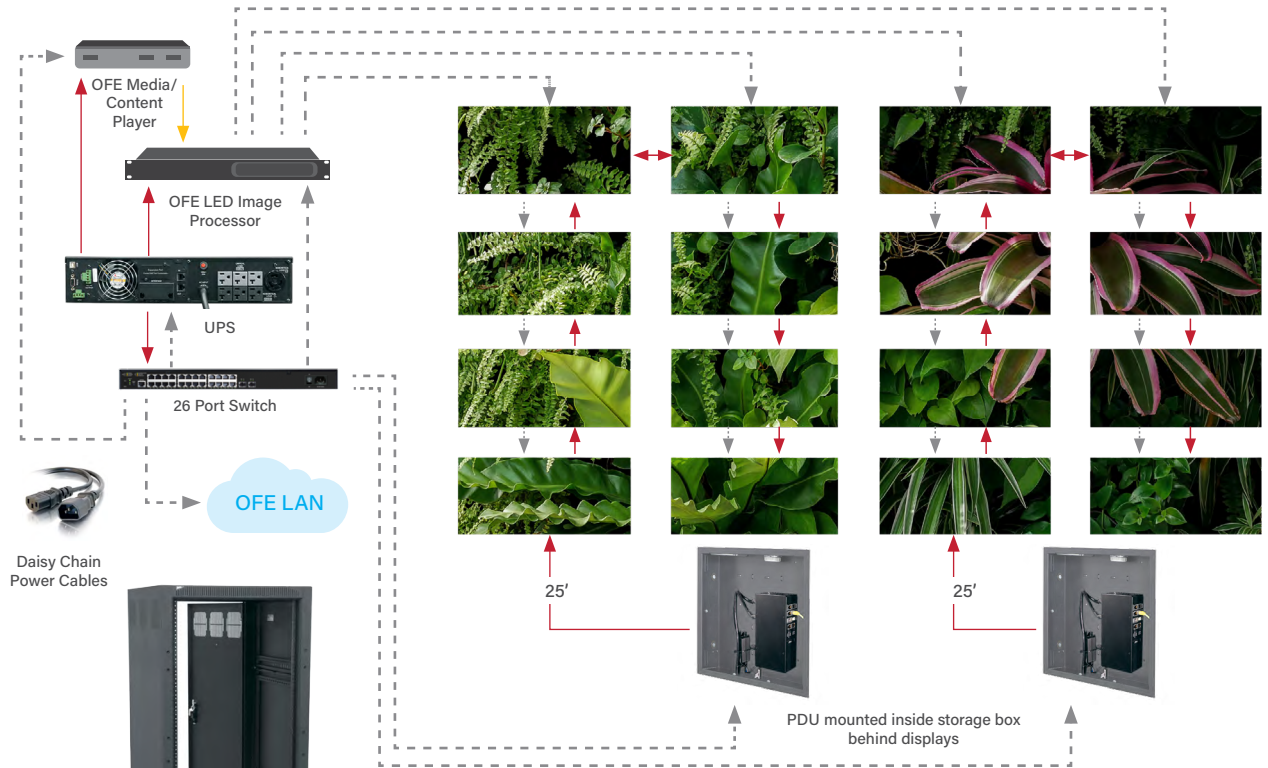 OFE Media/
Content
Player
OFE LED Image
Processor
UPS
26 Port Switch
OFE LAN
Daisy Chain
Power Cables
25′
25′
PDU mounted inside storage box
behind displays